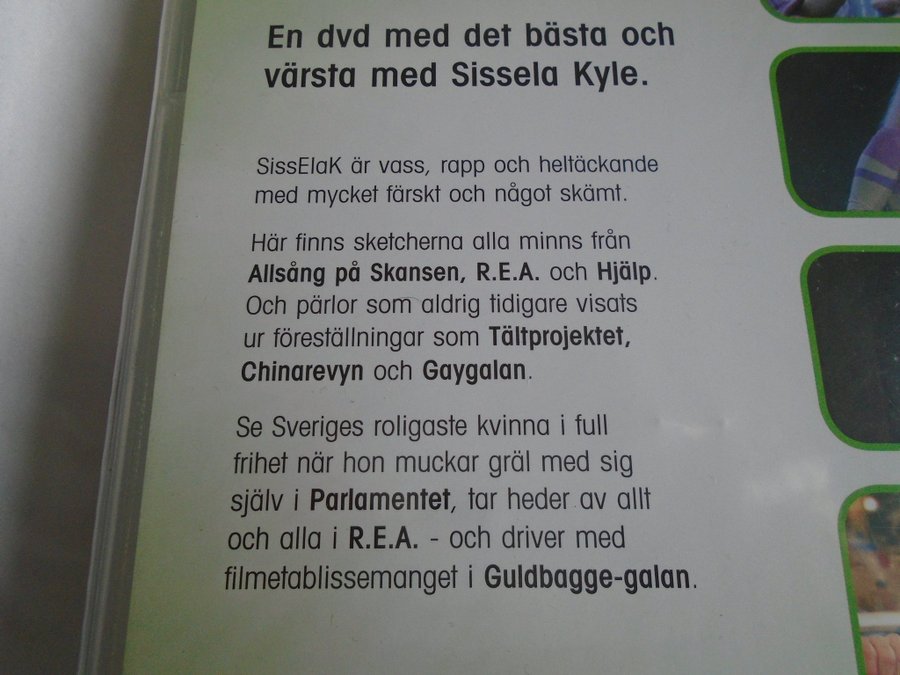 En dvd med det bästa och
värsta med Sissela Kyle.
SissElaK är vass, rapp och heltäckande
med mycket färskt och något skämt.
Här finns sketcherna alla minns från
Allsång på Skansen, R.E.A. och Hjälp.
Och pärlor som aldrig tidigare visats
ur föreställningar som Tältprojektet,
Chinarevyn och Gaygalan.
Se Sveriges roligaste kvinna i full
frihet när hon muckar gräl med sig
själv i Parlamentet, tar heder av allt
och alla i R.E.A. - och driver med
filmetablissemanget i Guldbagge-galan.